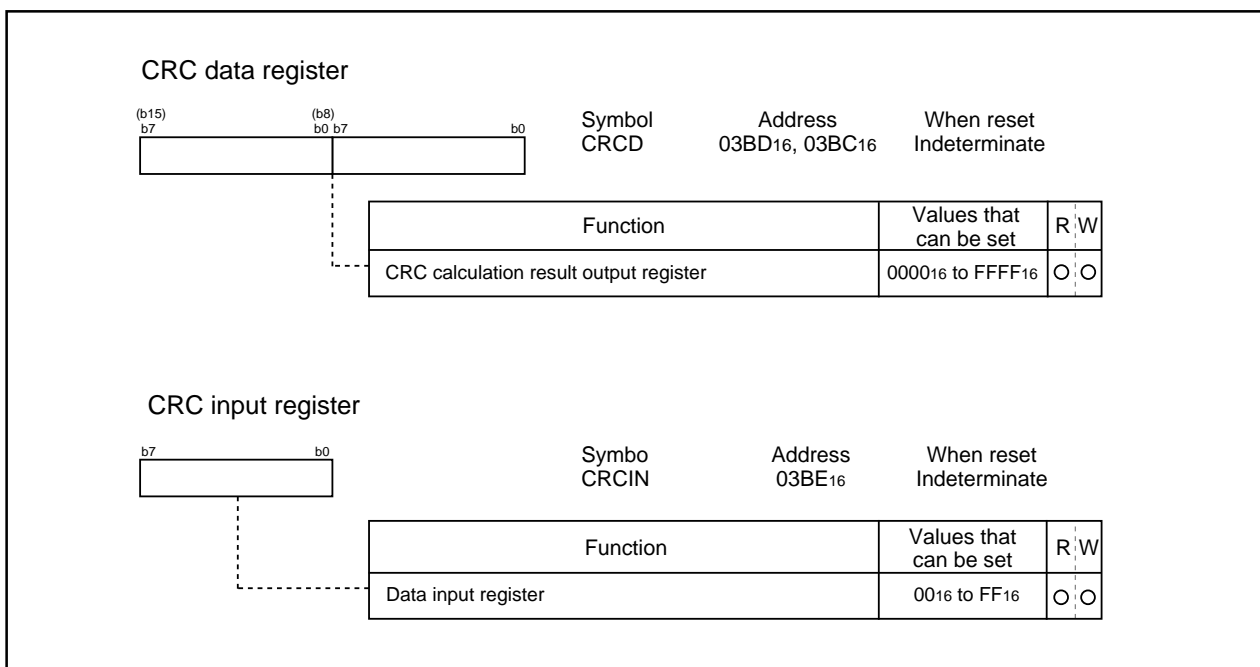 CRC data register
(b15) (b8)
b7 b0 b7 b0
Symbol Address When reset
CRCD 03BD16, 03BC16 Indeterminate
Function Values that can be set R W
CRC calculation result output register 000016 to FFFF16 O O
CRC input register
b7 b0
Symbo Address When reset
CRCIN 03BE16 Indeterminate
Function Values that can be set R W
Data input register 0016 to FF16 O O